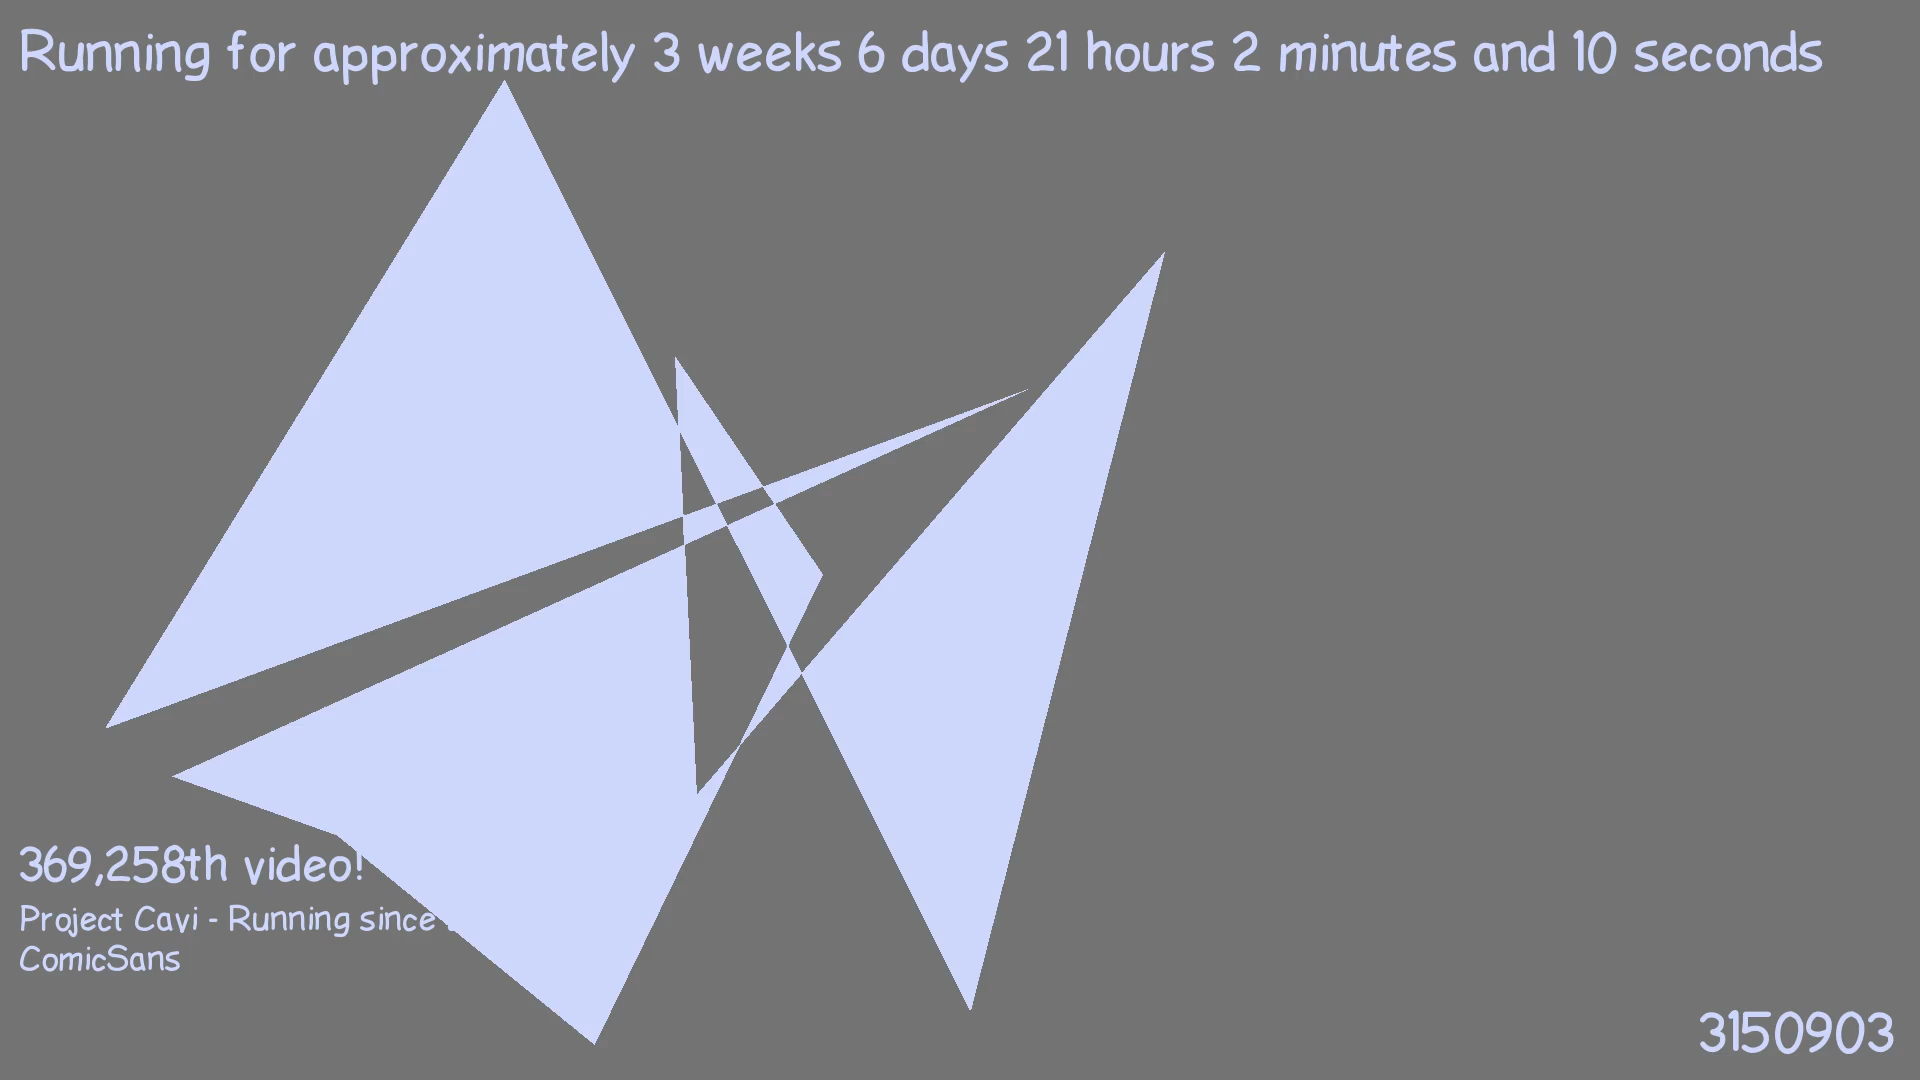 Running for approximately 3 weeks 6 days 21 hours 2 minutes and 10 seconds
369,258th video!
Project Cavi - Running since
ComicSans
3150903